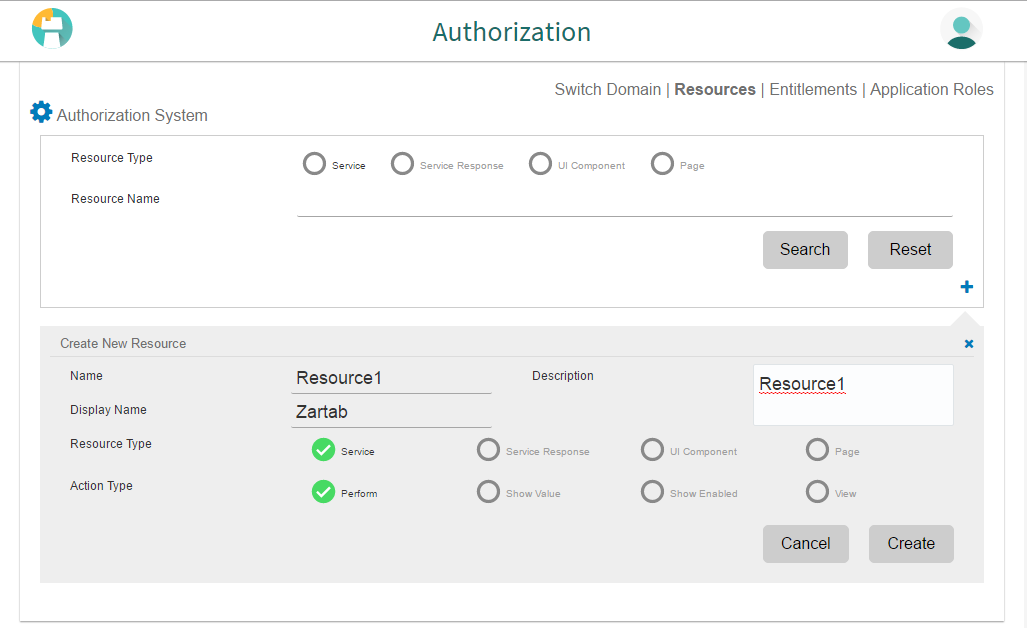 Authorization
Switch Domain | Resources | Entitlements | Application Roles
Authorization System
Resource Type
Service
Service Response
UI Component
Page
Resource Name
Search
Reset
Create New Resource
Name
Resource1
Description
Resource1
Display Name
Zartab
Resource Type
Service
Service Response
UI Component
Page
Action Type
Perform
Show Value
Show Enabled
View
Cancel
Create